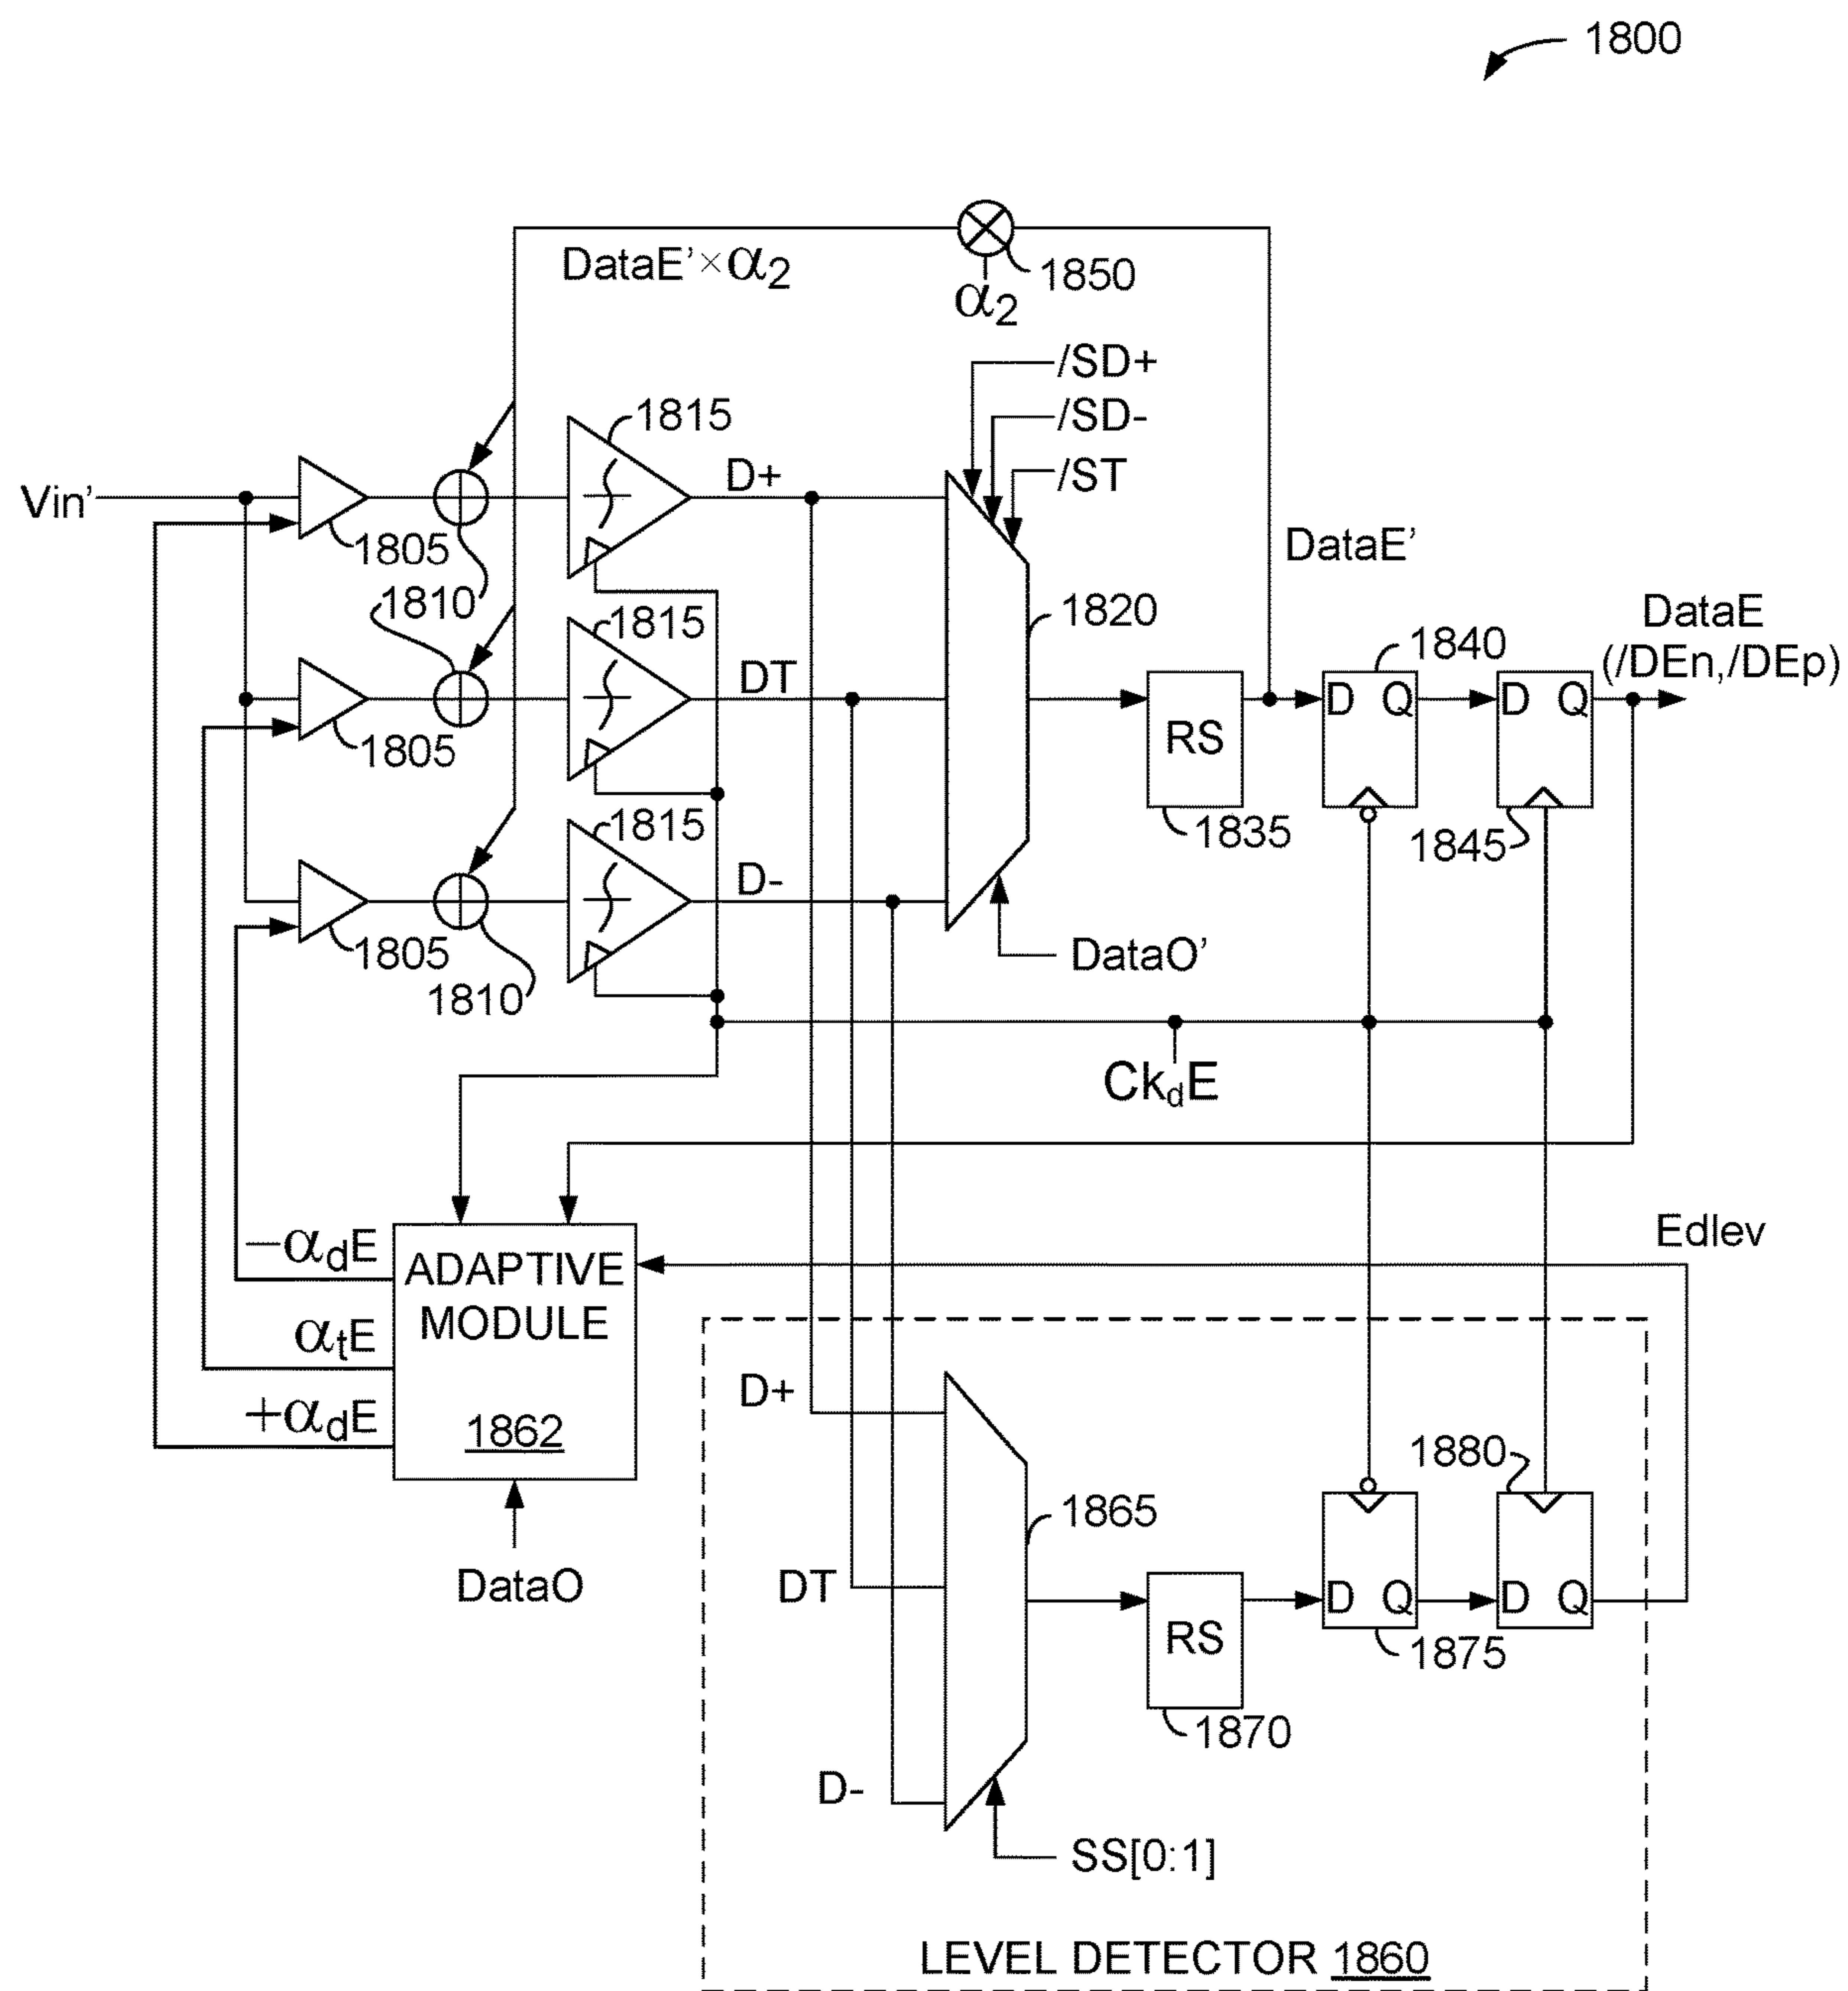 1800
DataE'×α2
1850
α2
/SD+
/SD-
/ST
1815
D+
Vin'
1805
1810
DataE'
1815
1820
DataE
(/DEn,/DEp)
1840
DT
D Q
D Q
RS
1805
1835
1845
1815
D-
1805
1810
DataO'
CkdE
Edlev
−αdE
αtE
+αdE
ADAPTIVE
MODULE
1862
DataO
D+
1880
1865
DT
D Q
D Q
RS
1875
1870
D-
SS[0:1]
LEVEL DETECTOR 1860